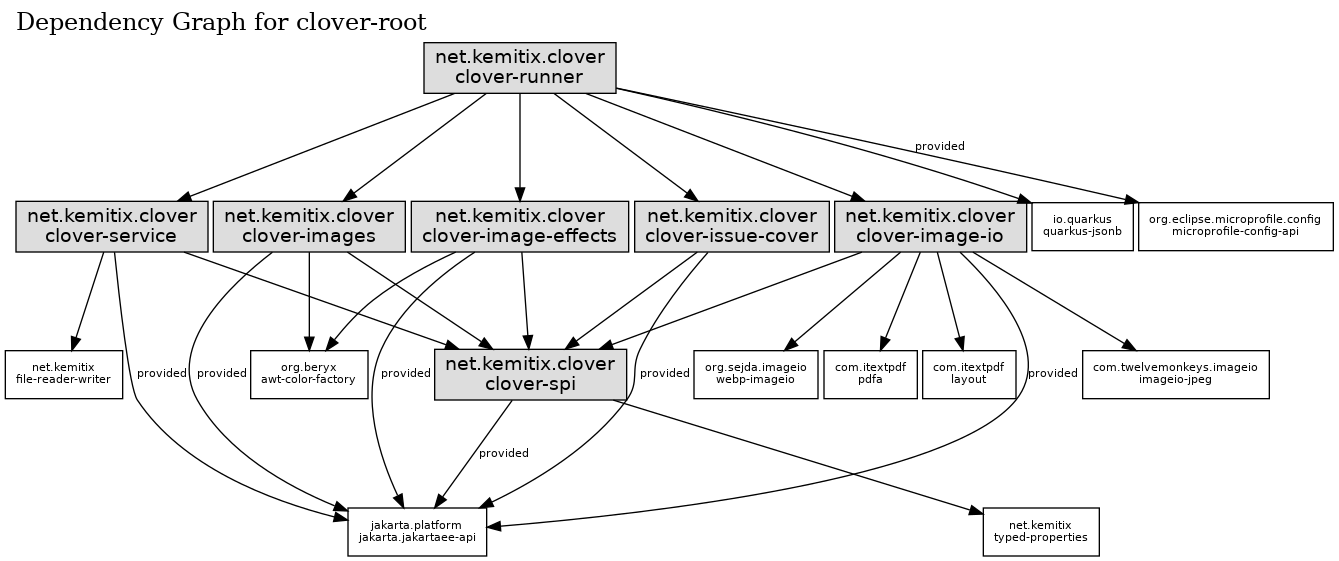 Dependency Graph for clover-root
net.kemitix.clover
clover-runner
provided
net.kemitix.clover
clover-service
net.kemitix.clover
clover-images
net.kemitix.clover
clover-image-effects
net.kemitix.clover
clover-issue-cover
net.kemitix.clover
clover-image-io
io.quarkus
quarkus-jsonb
org.eclipse.microprofile.config
microprofile-config-api
net.kemitix
file-reader-writer
provided
provided
org.beryx
awt-color-factory
provided
net.kemitix.clover
clover-spi
provided
org.sejda.imageio
webp-imageio
com.itextpdf
pdfa
com.itextpdf
layout
provided
com.twelvemonkeys.imageio
imageio-jpeg
provided
jakarta.platform
jakarta.jakartaee-api
net.kemitix
typed-properties